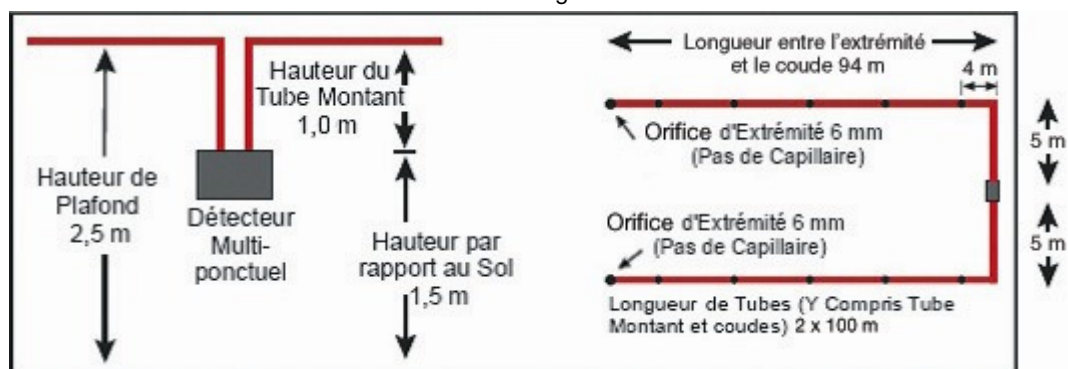 Hauteur du
Tube Montant
1,0 m
Hauteur de
Plafond
2,5 m
Détecteur
Multi-
ponctuel
Hauteur par
rapport au Sol
1,5 m
Longueur entre l'extrémité
et le coude 94 m
4 m
Orifice d'Extrémité 6 mm
(Pas de Capillaire)
5 m
Orifice d'Extrémité 6 mm
(Pas de Capillaire)
5 m
Longueur de Tubes (Y Compris Tube
Montant et coudes) 2 x 100 m